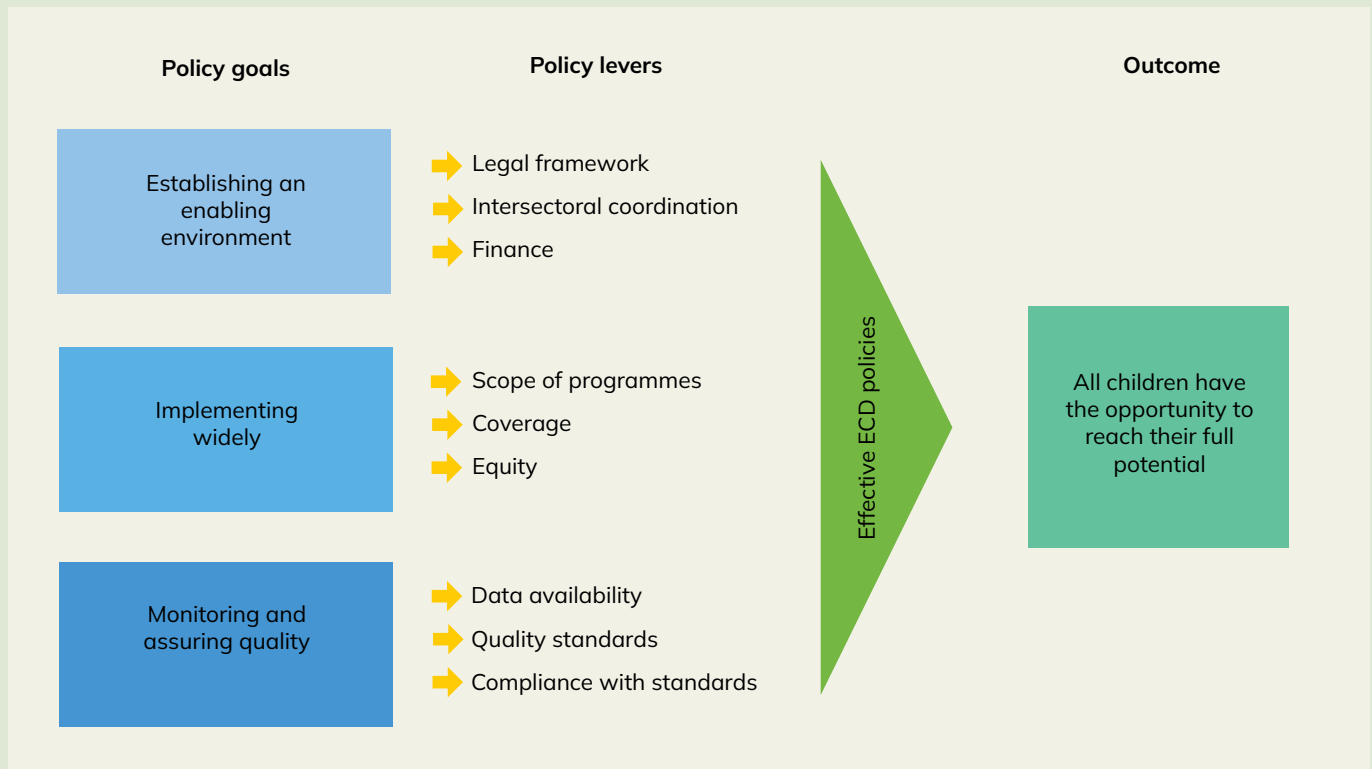 Policy goals
Policy levers
Outcome
Establishing an
enabling
environment
Legal framework
Intersectoral coordination
Finance
Implementing
widely
Scope of programmes
Coverage
Equity
Monitoring and
assuring quality
Data availability
Quality standards
Compliance with standards
Effective ECD policies
All children have
the opportunity to
reach their full
potential